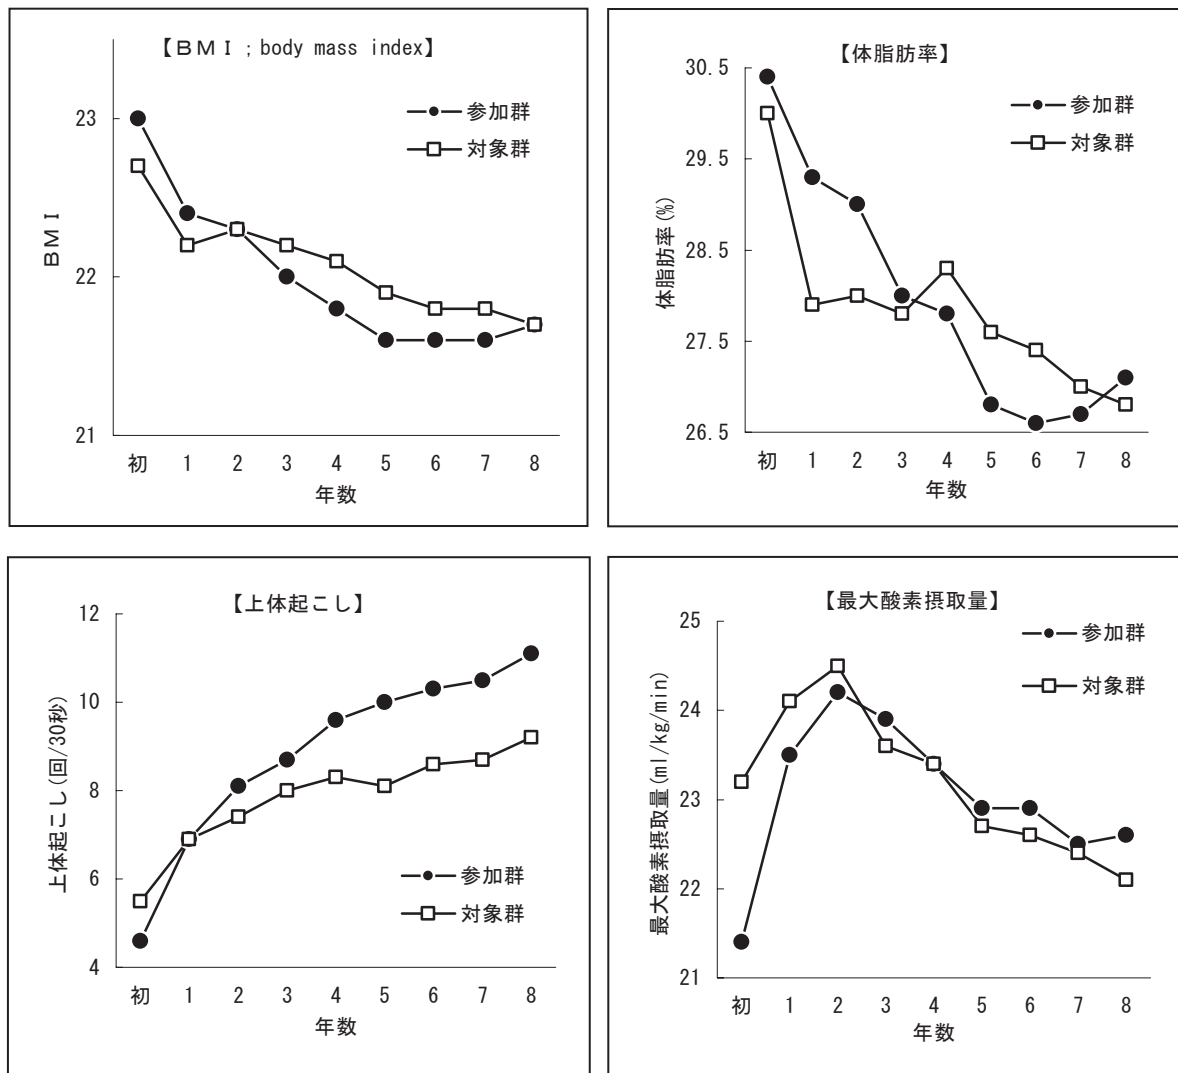 【ＢＭＩ；body mass index】
参加群
対象群
ＢＭＩ
23
22
21
初 1 2 3 4 5 6 7 8
年数
【体脂肪率】
参加群
対象群
体脂肪率(%)
30.5
29.5
28.5
27.5
26.5
初 1 2 3 4 5 6 7 8
年数
【上体起こし】
上体起こし(回/30秒)
12
10
8
6
4
参加群
対象群
初 1 2 3 4 5 6 7 8
年数
【最大酸素摂取量】
参加群
対象群
最大酸素摂取量(ml/kg/min)
25
24
23
22
21
初 1 2 3 4 5 6 7 8
年数